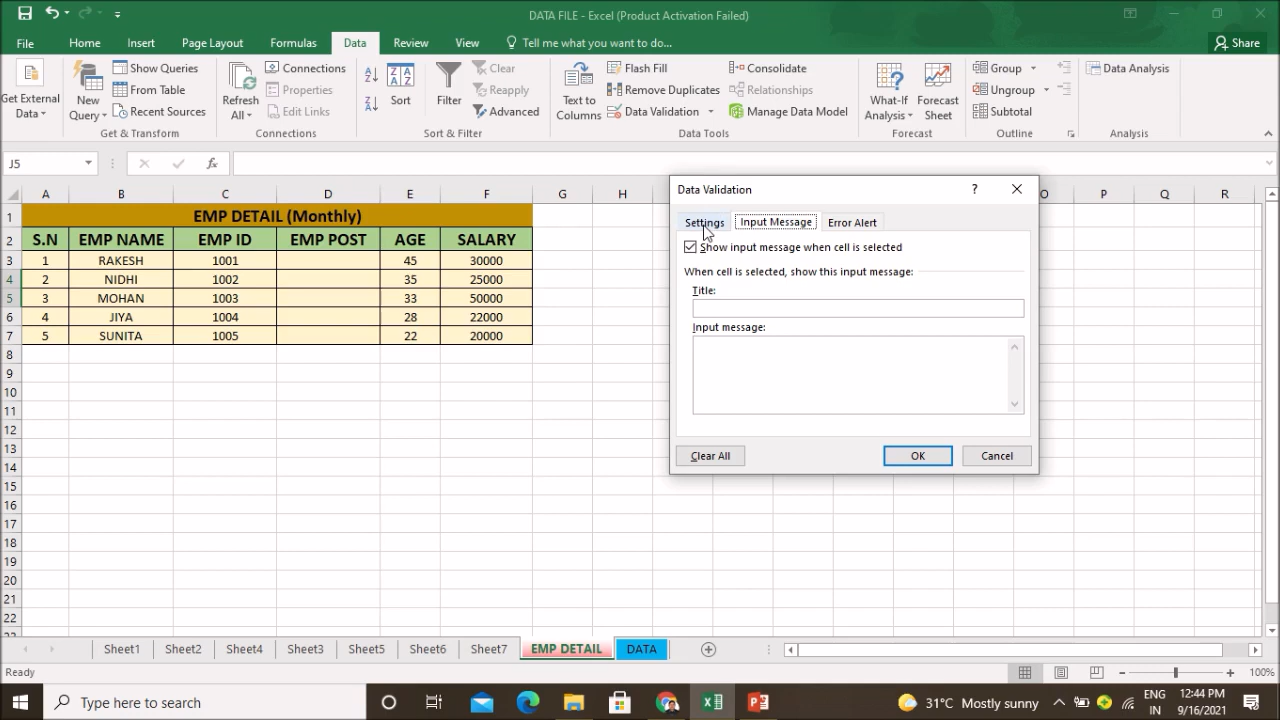 DATA FILE - Excel (Product Activation Failed)
File Home Insert Page Layout Formulas Data Review View Tell me what you want to do... Share
Get External Data
New Query
Show Queries
From Table
Recent Sources
Get & Transform
Refresh All
Connections
Properties
Edit Links
Connections
Sort
Filter
Clear
Reapply
Advanced
Sort & Filter
Text to Columns
Flash Fill
Remove Duplicates
Data Validation
Consolidate
Relationships
Manage Data Model
Data Tools
What-If Analysis
Forecast Sheet
Forecast
Group
Ungroup
Subtotal
Outline
Data Analysis
Analysis
J5 fx
A B C D E F G H O P Q R
1 EMP DETAIL (Monthly)
2 S.N EMP NAME EMP ID EMP POST AGE SALARY
3 1 RAKESH 1001 45 30000
4 2 NIDHI 1002 35 25000
5 3 MOHAN 1003 33 50000
6 4 JIYA 1004 28 22000
7 5 SUNITA 1005 22 20000
8
9
10
11
12
13
14
15
16
17
18
19
20
21
22
Data Validation ?
Settings Input Message Error Alert
Show input message when cell is selected
When cell is selected, show this input message:
Title:
Input message:
Clear All OK Cancel
Sheet1 Sheet2 Sheet4 Sheet3 Sheet5 Sheet6 Sheet7 EMP DETAIL DATA
Ready 100%
Type here to search 31°C Mostly sunny ENG IN 12:44 PM 9/16/2021